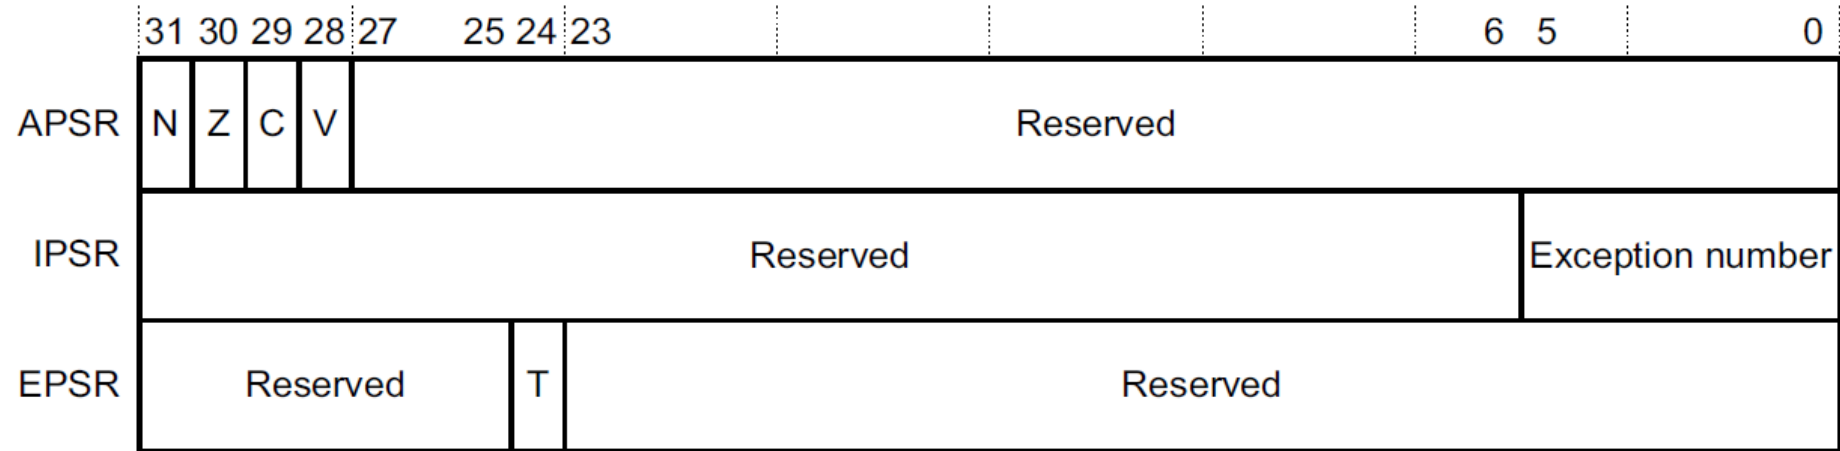 31 30 29 28 27 25 24 23 6 5 0
APSR N Z C V Reserved
IPSR Reserved Exception number
EPSR Reserved T Reserved